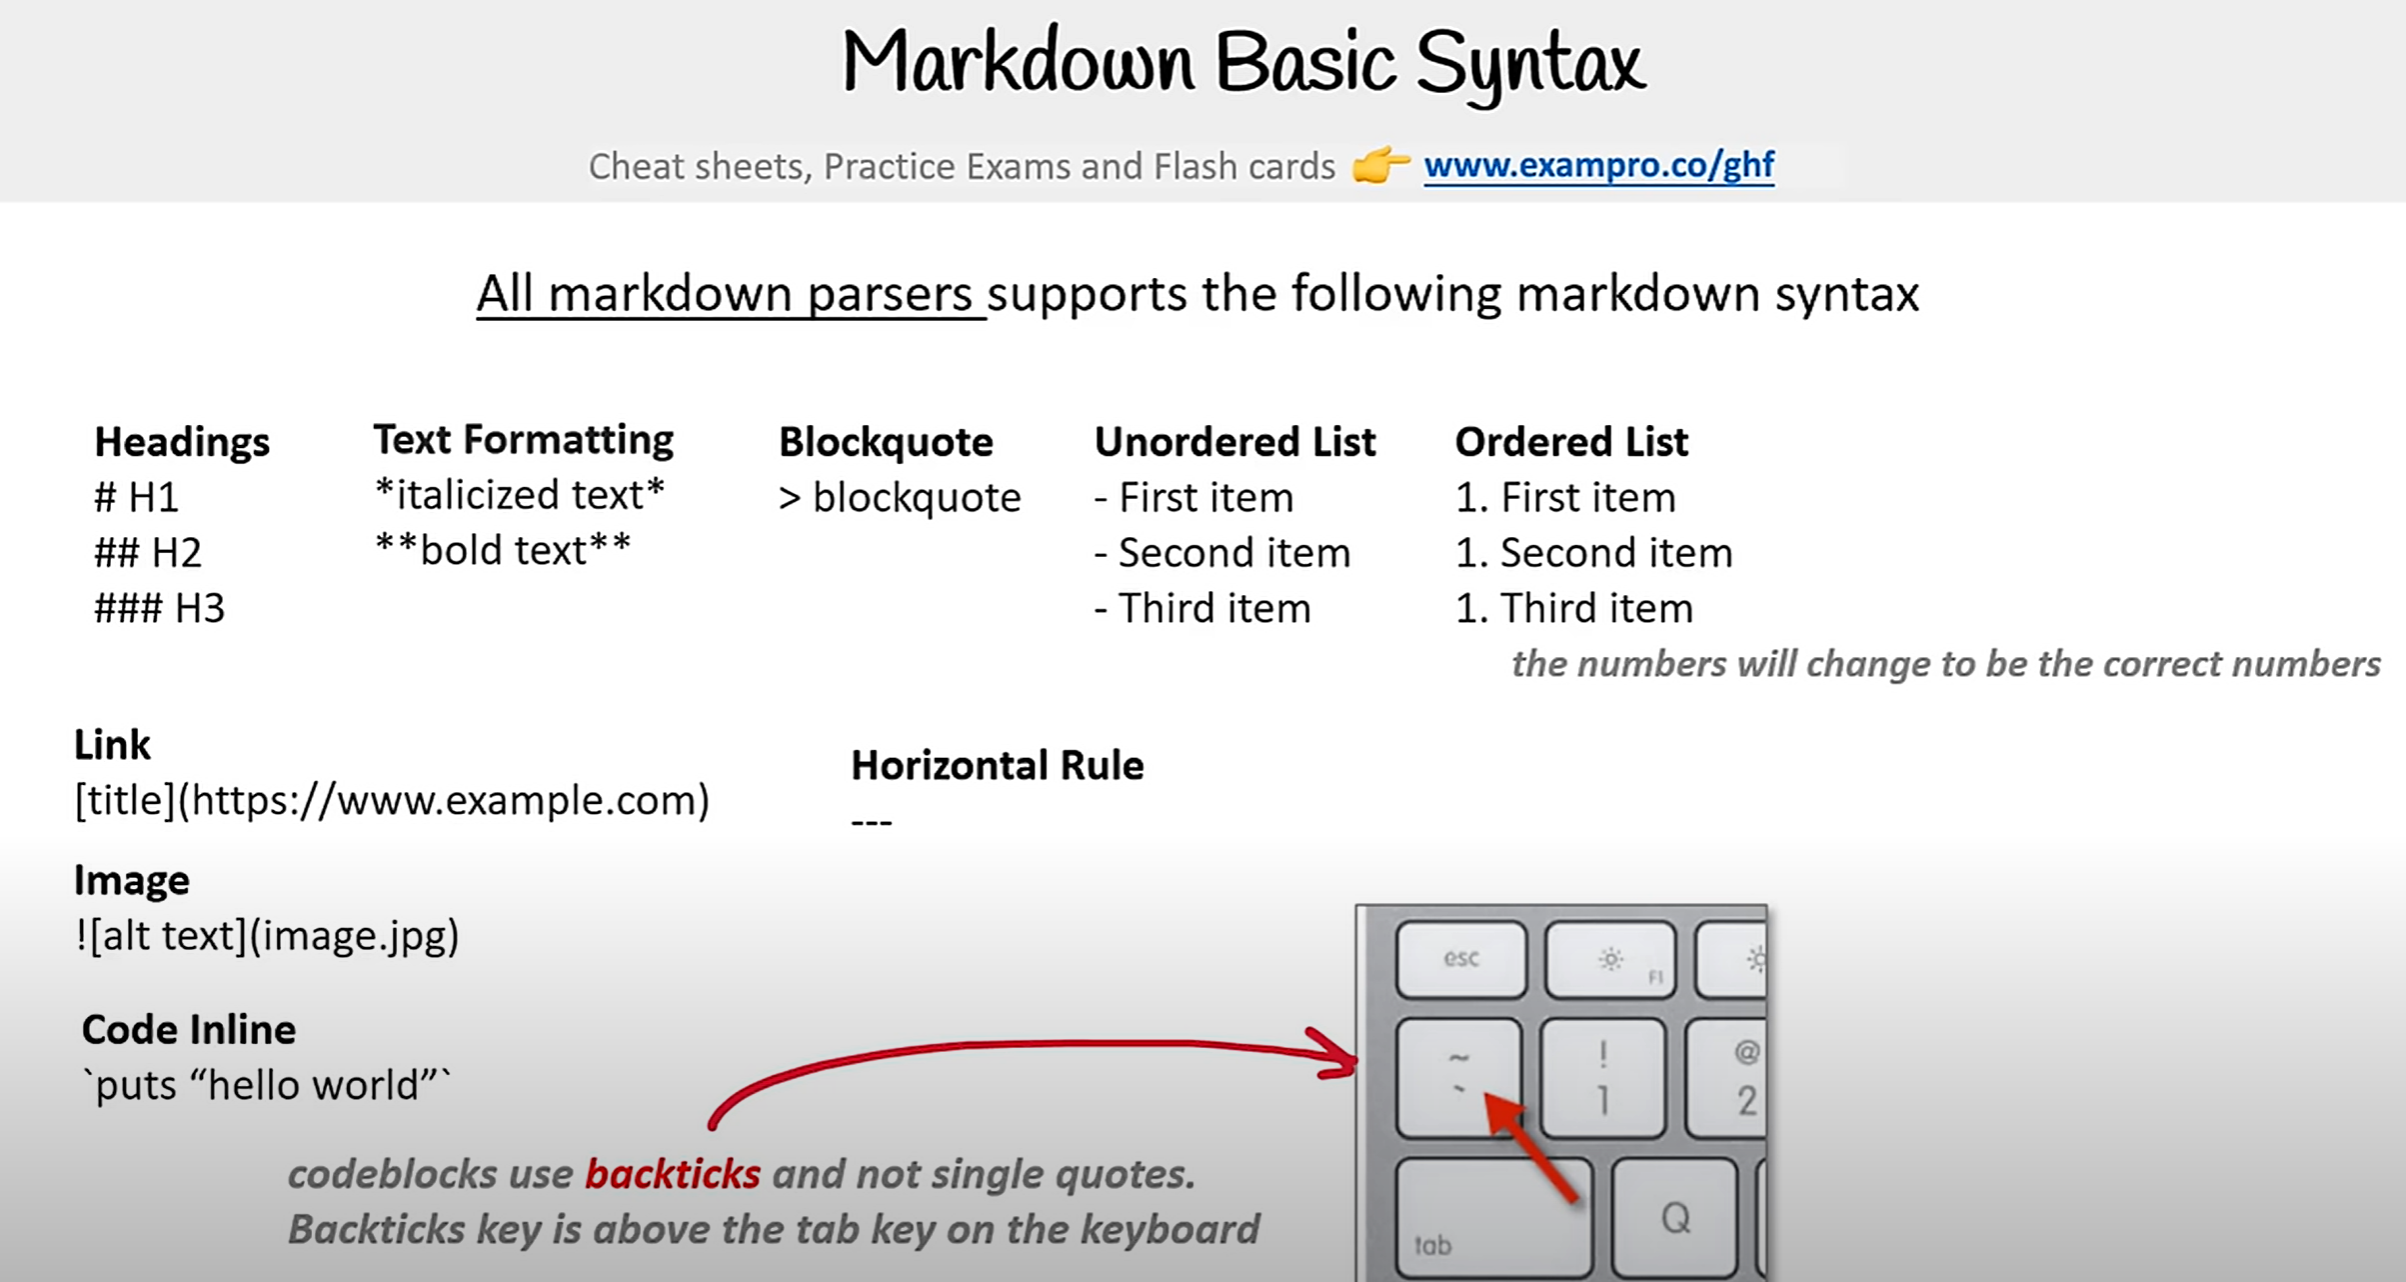 Markdown Basic Syntax
Cheat sheets, Practice Exams and Flash cards 👉 www.exampro.co/ghf
All markdown parsers supports the following markdown syntax
Headings
# H1
## H2
### H3
Text Formatting
*italicized text*
**bold text**
Blockquote
> blockquote
Unordered List
- First item
- Second item
- Third item
Ordered List
1. First item
1. Second item
1. Third item
the numbers will change to be the correct numbers
Link
[title](https://www.example.com)
Horizontal Rule
---
Image
![alt text](image.jpg)
Code Inline
`puts “hello world”`
codeblocks use backticks and not single quotes.
Backticks key is above the tab key on the keyboard
esc
F1
~
`
!
1
@
2
tab
Q